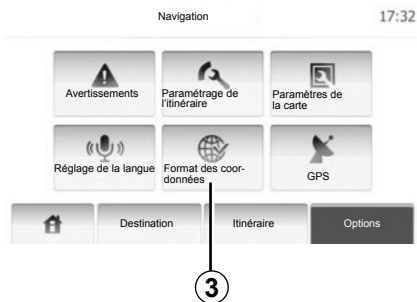 Navigation
17:32
Avertissements
Paramétrage de
l'itinéraire
Paramètres de
la carte
Réglage de la langue
Format des coor-
données
GPS
Destination
Itinéraire
Options
3